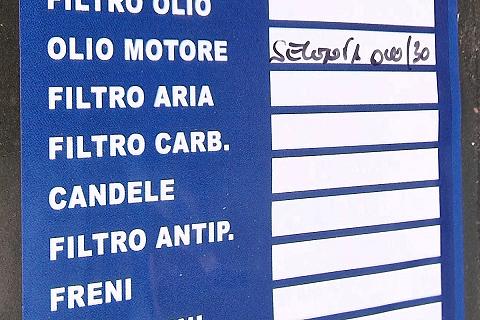 FILTRO OLIO
OLIO MOTORE
FILTRO ARIA
FILTRO CARB.
CANDELE
FILTRO ANTIP.
FRENI